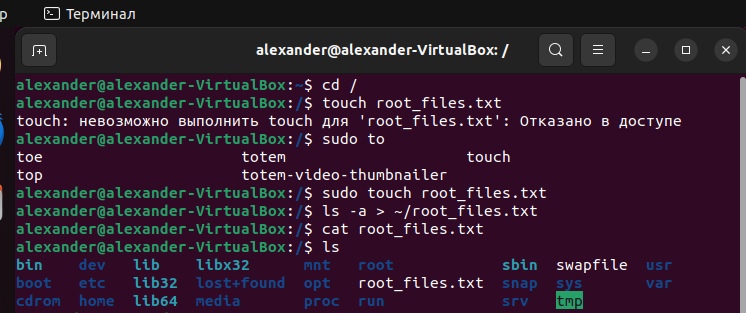 р
Терминал
alexander@alexander-VirtualBox: /
alexander@alexander-VirtualBox:~$ cd /
alexander@alexander-VirtualBox:/$ touch root_files.txt
touch: невозможно выполнить touch для 'root_files.txt': Отказано в доступе
alexander@alexander-VirtualBox:/$ sudo to
toe totem touch
top totem-video-thumbnailer
alexander@alexander-VirtualBox:/$ sudo touch root_files.txt
alexander@alexander-VirtualBox:/$ ls -a > ~/root_files.txt
alexander@alexander-VirtualBox:/$ cat root_files.txt
alexander@alexander-VirtualBox:/$ ls
bin dev lib libx32 mnt root sbin swapfile usr
boot etc lib32 lost+found opt root_files.txt snap sys var
cdrom home lib64 media proc run srv tmp